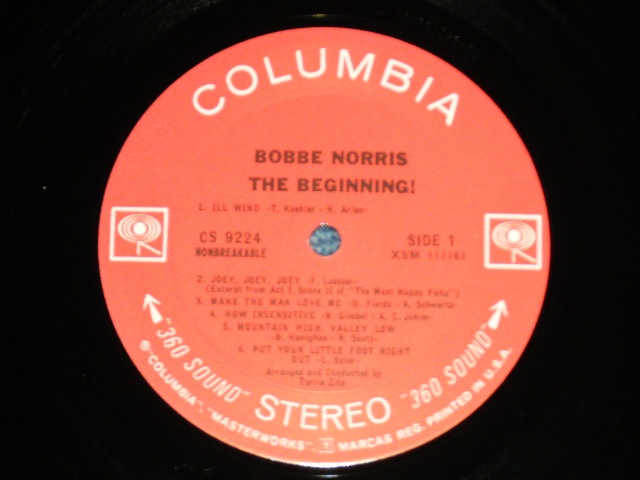 COLUMBIA
BOBBE NORRIS
THE BEGINNING!
1. ILL WIND -T. Koehler - H. Arlen-
CS 9224
NONBREAKABLE
SIDE 1
XSM 111161
2. JOEY, JOEY, JOEY -F. Loesser-
(Excerpt from Act I, Scene II of "The Most Happy Fella")
3. MAKE THE MAN LOVE ME -D. Fields - A. Schwartz-
4. HOW INSENSITIVE -N. Gimbel - A. C. Jobim-
5. MOUNTAIN HIGH, VALLEY LOW
-B. Hanighen - R. Scott-
6. PUT YOUR LITTLE FOOT RIGHT
OUT -L. Spier-
Arranged and Conducted by
"360 SOUND" STEREO "360 SOUND"
"COLUMBIA", "MASTERWORKS", MARCAS REG. PRINTED IN U.S.A.